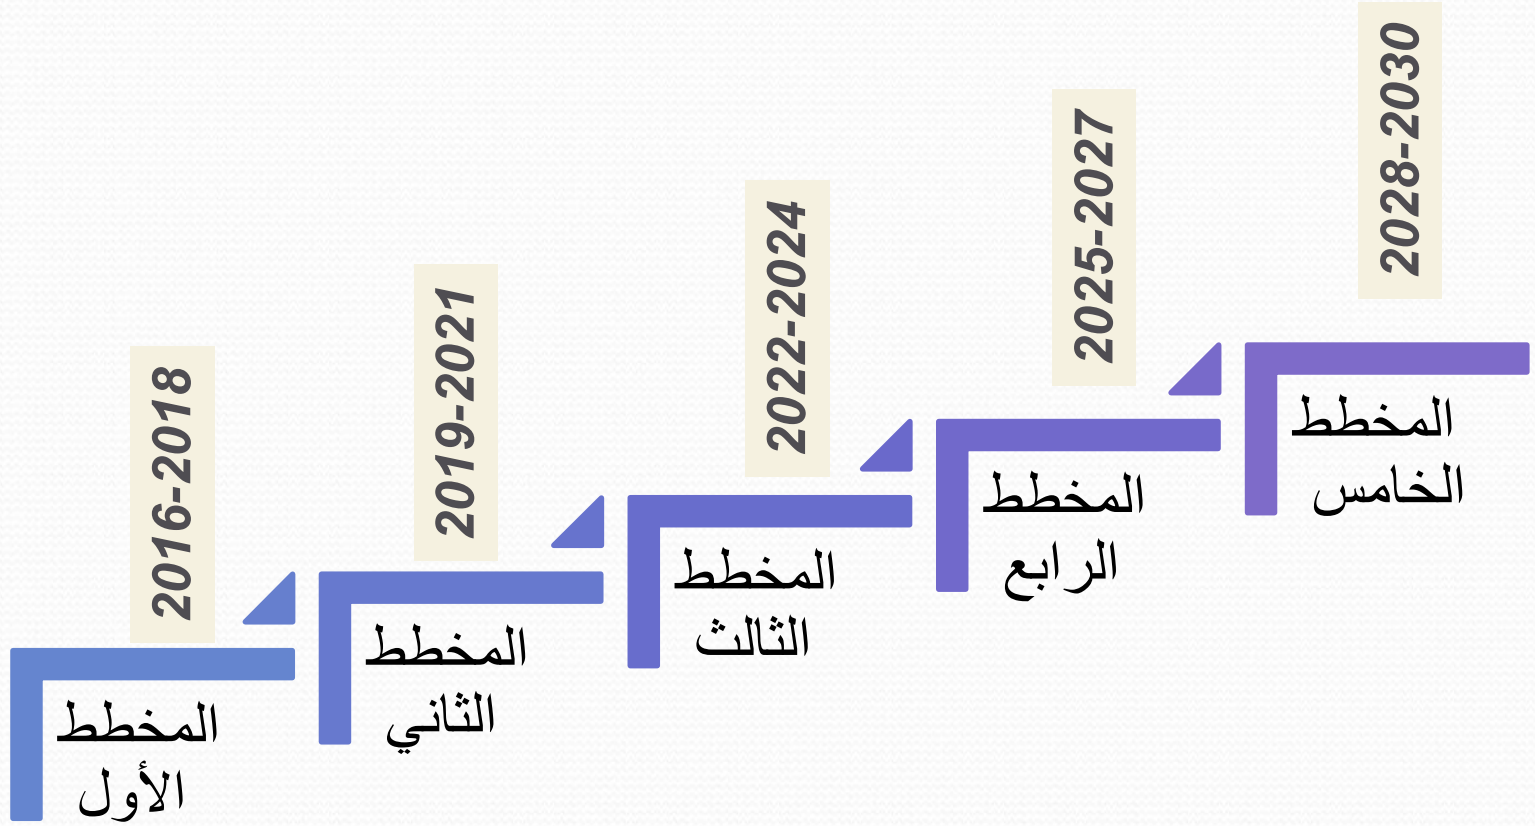 2016-2018
المخطط
الأول
2019-2021
المخطط
الثاني
2022-2024
المخطط
الثالث
2025-2027
المخطط
الرابع
2028-2030
المخطط
الخامس